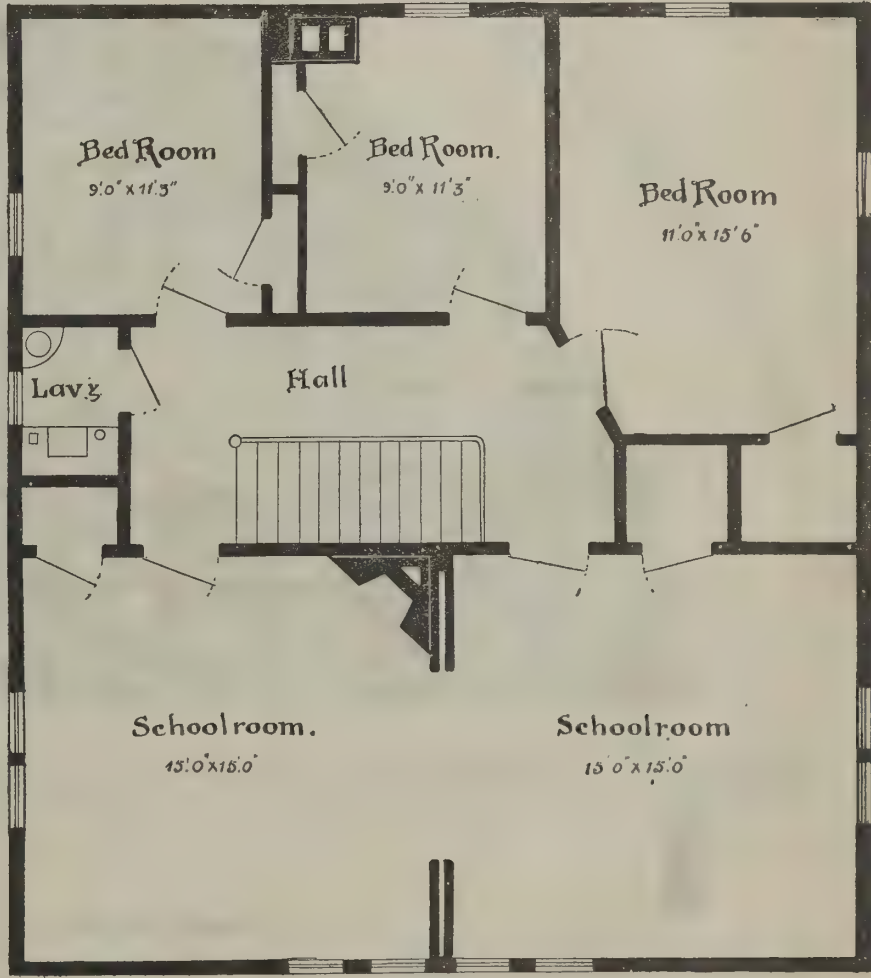 Bed Room
9'.0" x 11'.3"
Bed Room.
9'.0" x 11'3"
Bed Room
11'0" x 15'6"
Lav'y
Hall
Schoolroom.
15'.0" x 15.0"
Schoolroom
15'0" x 15.0"